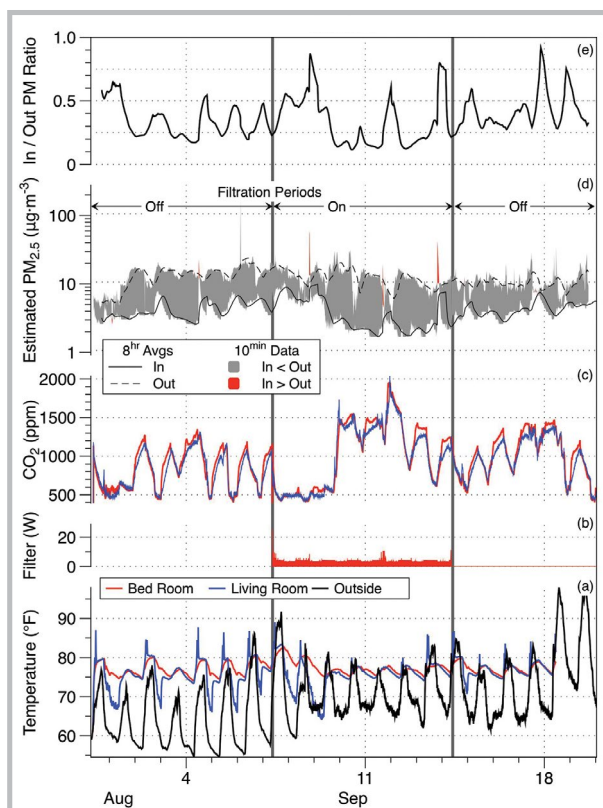 1.0
(e)
In / Out PM Ratio
0.5
0
Filtration Periods
(d)
Off
On
Off
Estimated PM2.5 (µg·m-3)
100
10
1
8hr Avgs
10min Data
In
In < Out
Out
In > Out
2000
(c)
CO2 (ppm)
1500
1000
500
(b)
Filter (W)
20
0
Bed Room
Living Room
Outside
(a)
Temperature (°F)
90
80
70
60
4
11
18
Aug
Sep